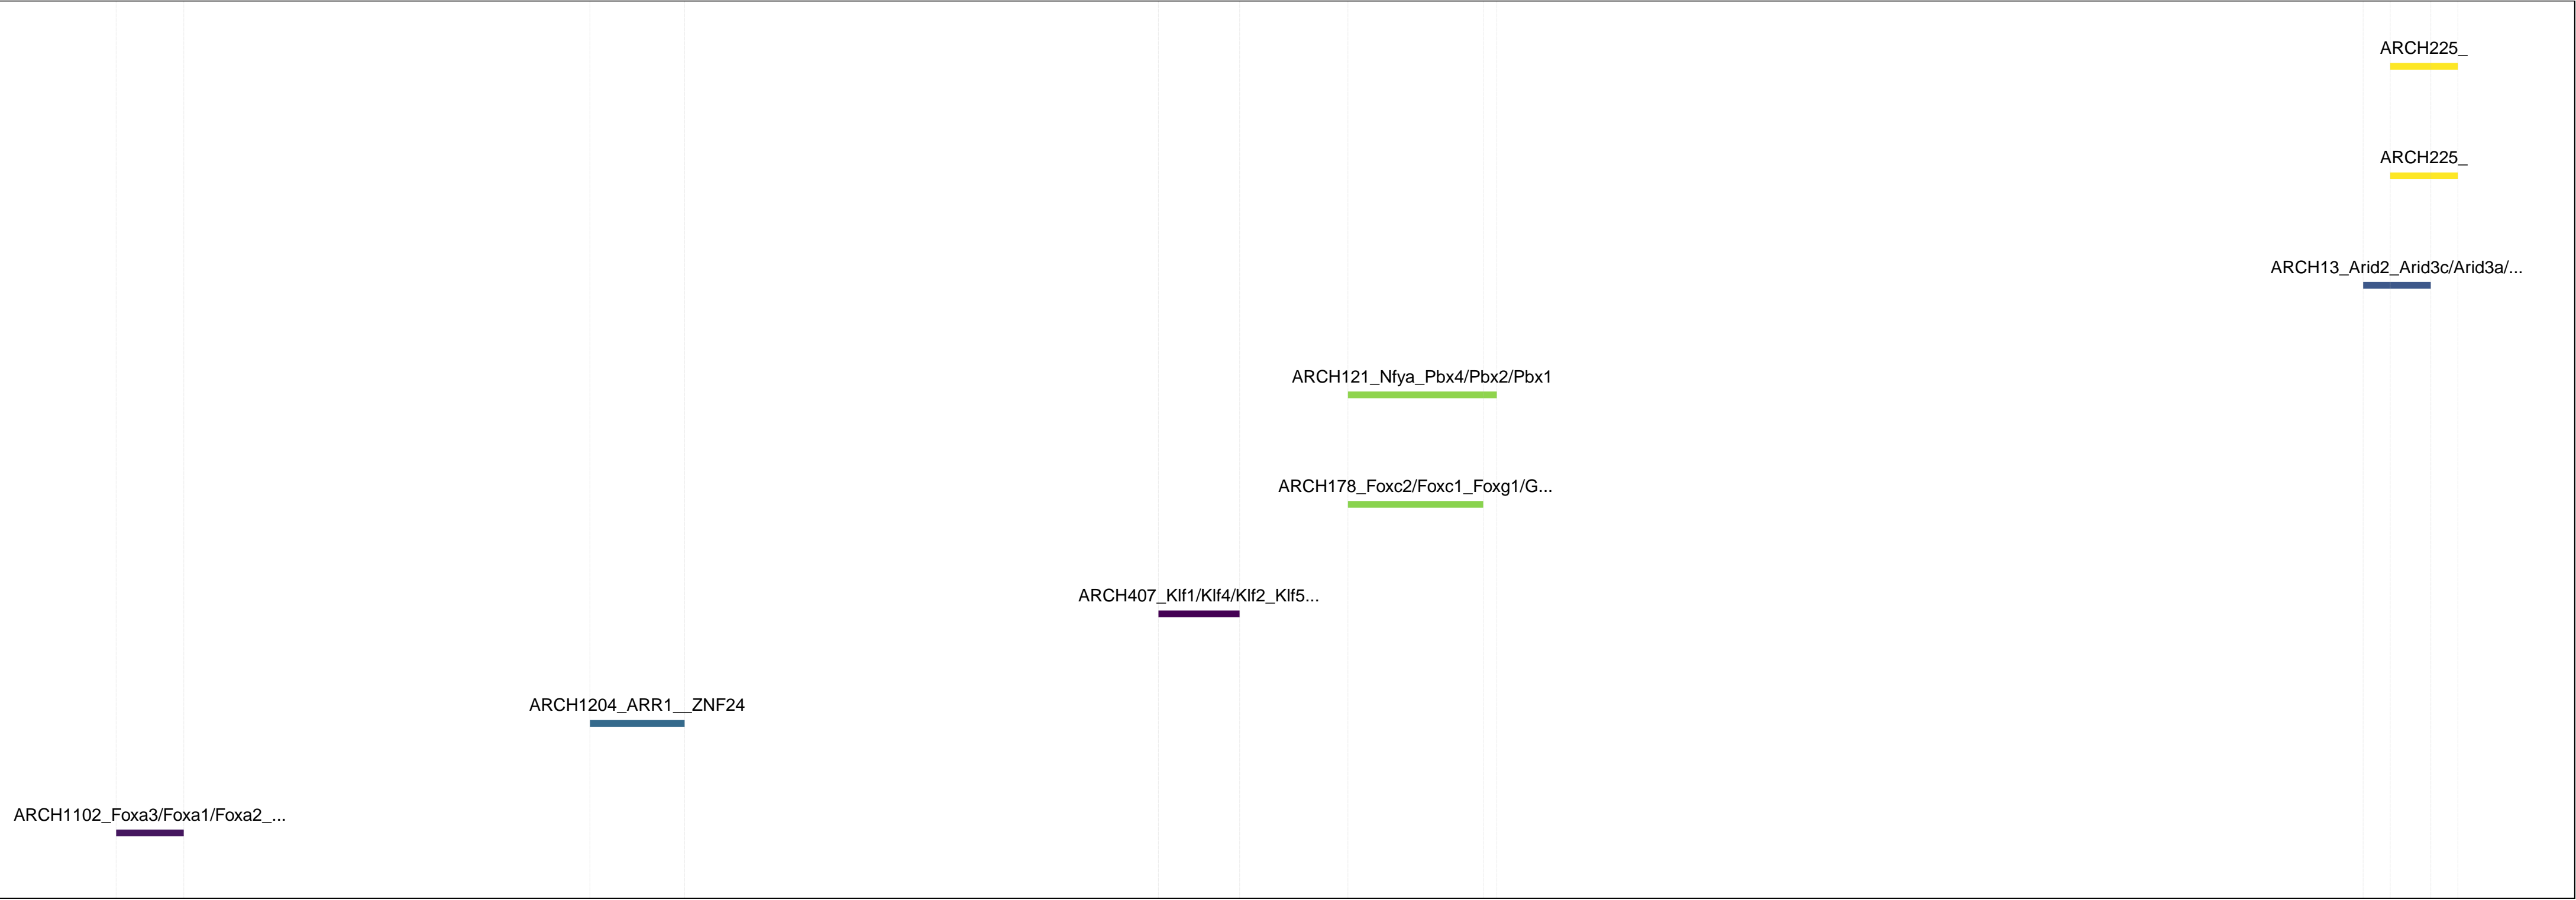 ARCH225_
ARCH225_
ARCH13_Arid2_Arid3c/Arid3a/...
ARCH121_Nfya_Pbx4/Pbx2/Pbx1
ARCH178_Foxc2/Foxc1_Foxg1/G...
ARCH407_Klf1/Klf4/Klf2_Klf5...
ARCH1204_ARR1__ZNF24
ARCH1102_Foxa3/Foxa1/Foxa2_...